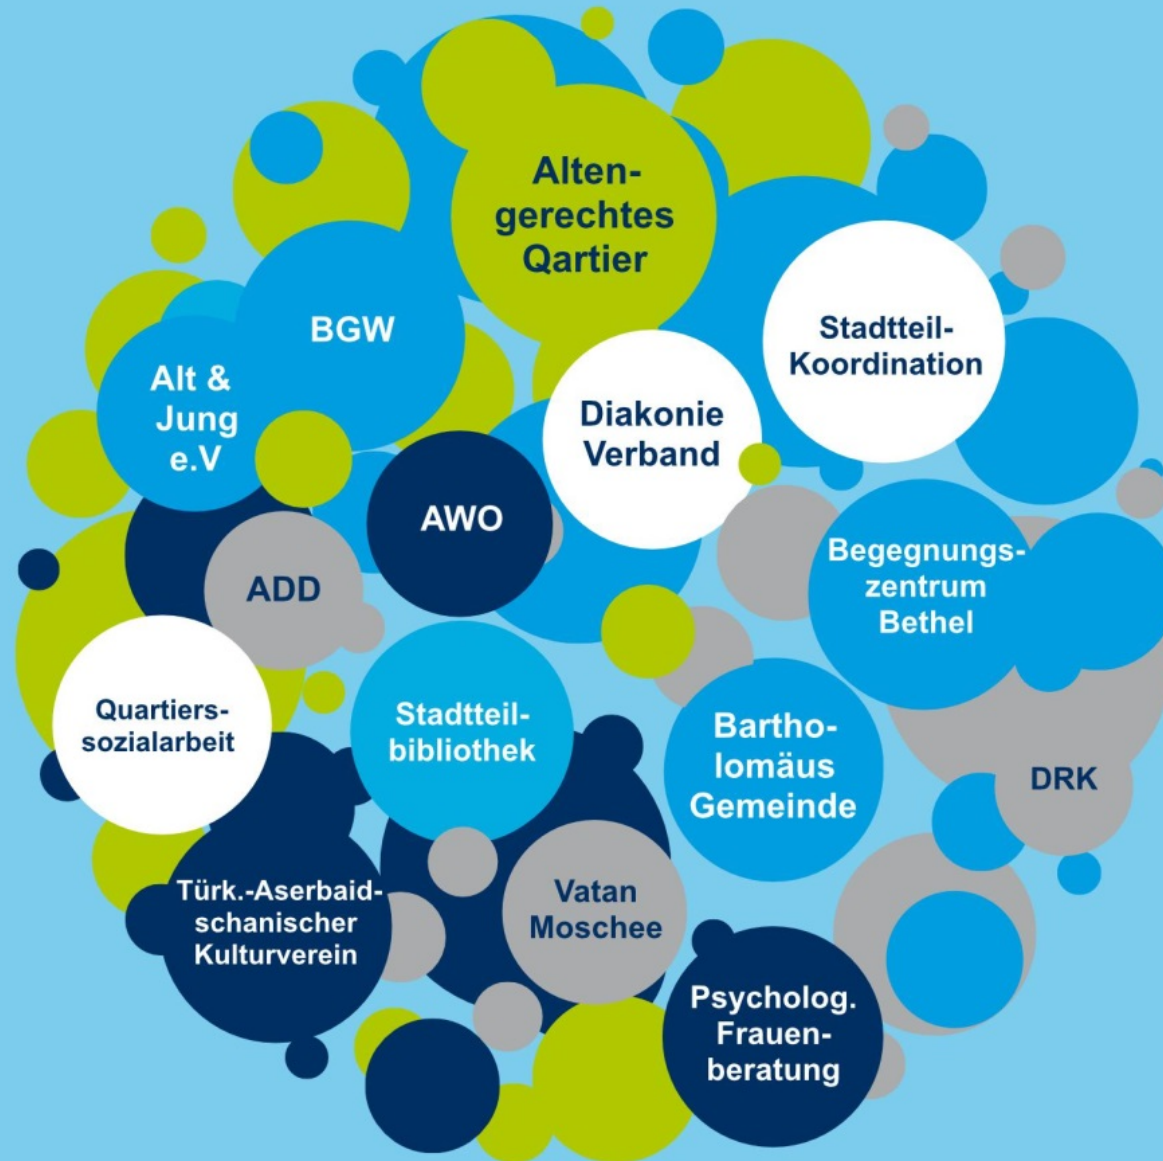 Alten-
gerechtes
Qartier
BGW
Stadtteil-
Koordination
Alt &
Jung
e.V
Diakonie
Verband
AWO
Begegnungs-
zentrum
Bethel
ADD
Quartiers-
sozialarbeit
Stadtteil-
bibliothek
Bartho-
lomäus
Gemeinde
DRK
Türk.-Aserbaid-
schanischer
Kulturverein
Vatan
Moschee
Psycholog.
Frauen-
beratung